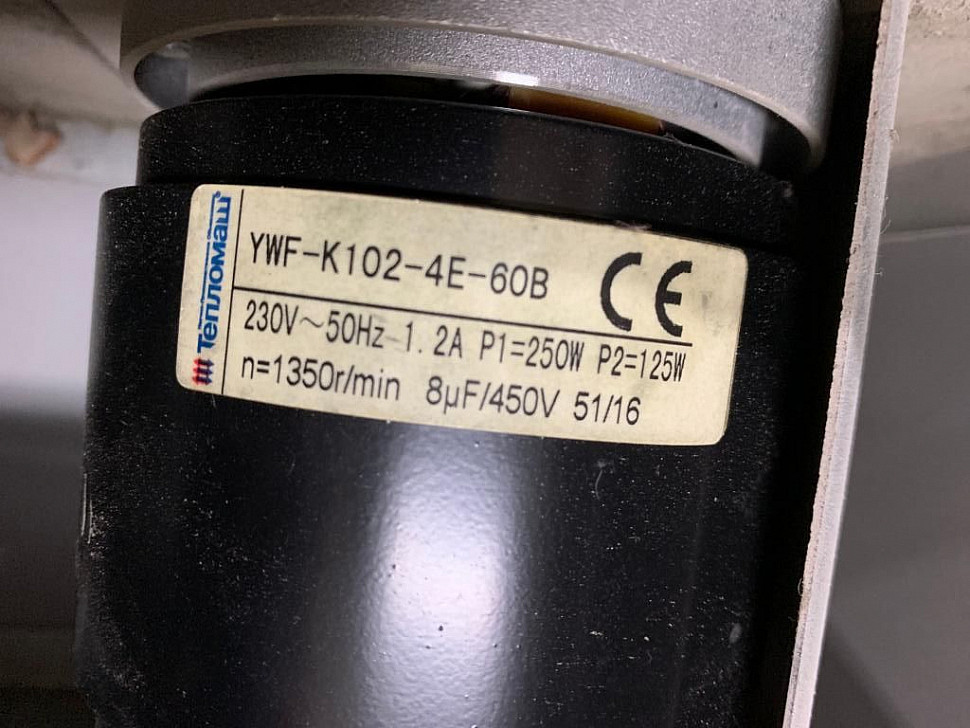 Тепломаш
YWF-K102-4E-60B CE
230V~50Hz 1.2A P1=250W P2=125W
n=1350r/min 8µF/450V 51/16